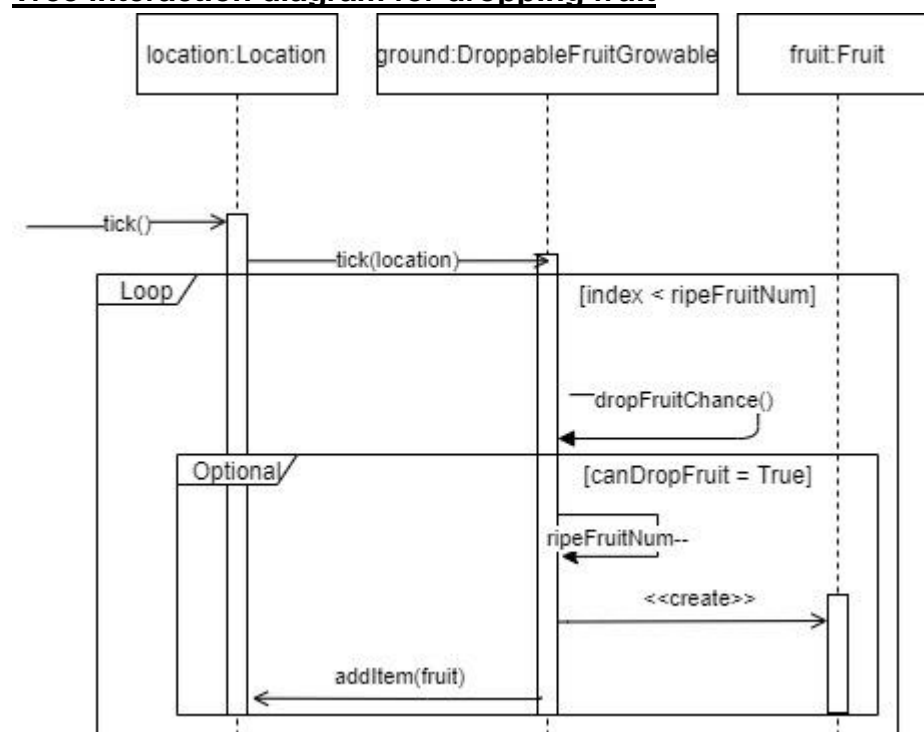 Tree interaction diagram for dropping fruit
location:Location
ground:DroppableFruitGrowable
fruit:Fruit
tick()
tick(location)
Loop
[index < ripeFruitNum]
dropFruitChance()
Optional
[canDropFruit = True]
ripeFruitNum--
<<create>>
addItem(fruit)